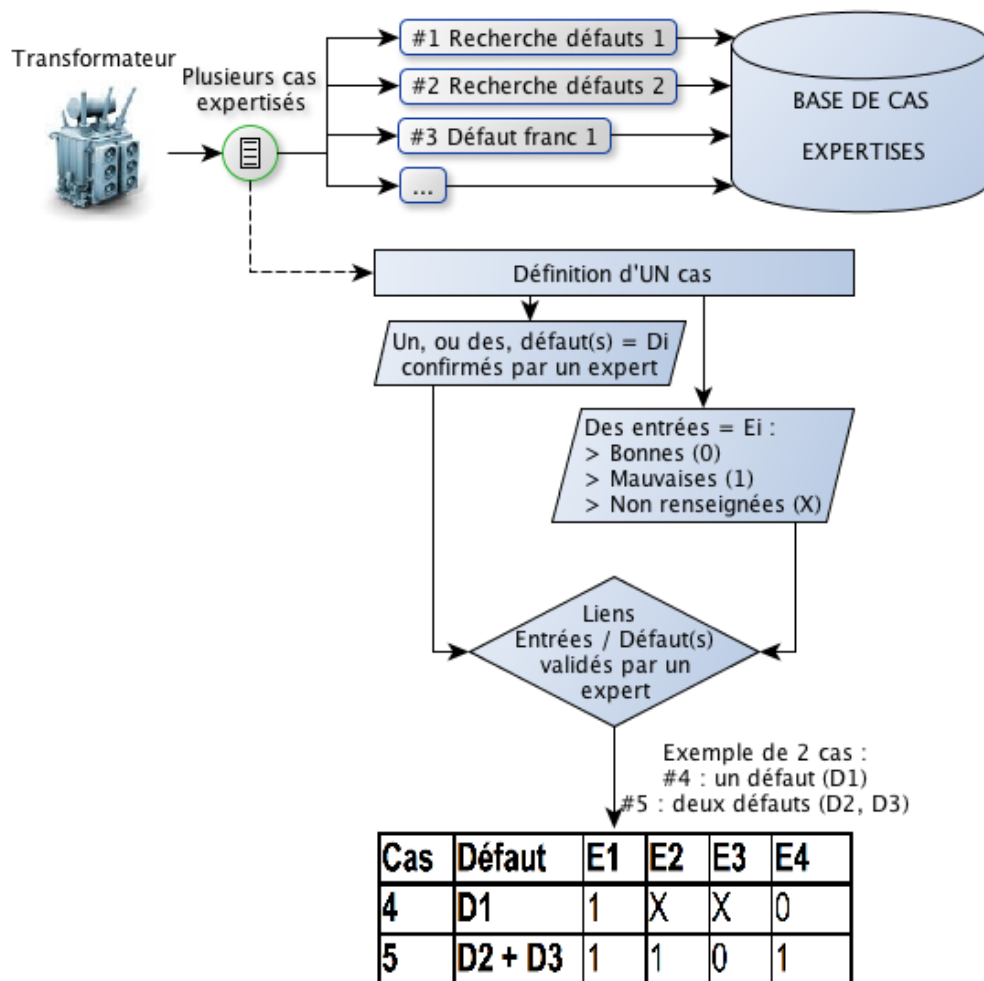 Transformateur
Plusieurs cas
expertisés
#1 Recherche défauts 1
#2 Recherche défauts 2
#3 Défaut franc 1
...
BASE DE CAS
EXPERTISES
Définition d'UN cas
Un, ou des, défaut(s) = Di
confirmés par un expert
Des entrées = Ei :
> Bonnes (0)
> Mauvaises (1)
> Non renseignées (X)
Liens
Entrées / Défaut(s)
validés par un
expert
Exemple de 2 cas :
#4 : un défaut (D1)
#5 : deux défauts (D2, D3)
Cas Défaut E1 E2 E3 E4
4 D1 1 X X 0
5 D2 + D3 1 1 0 1